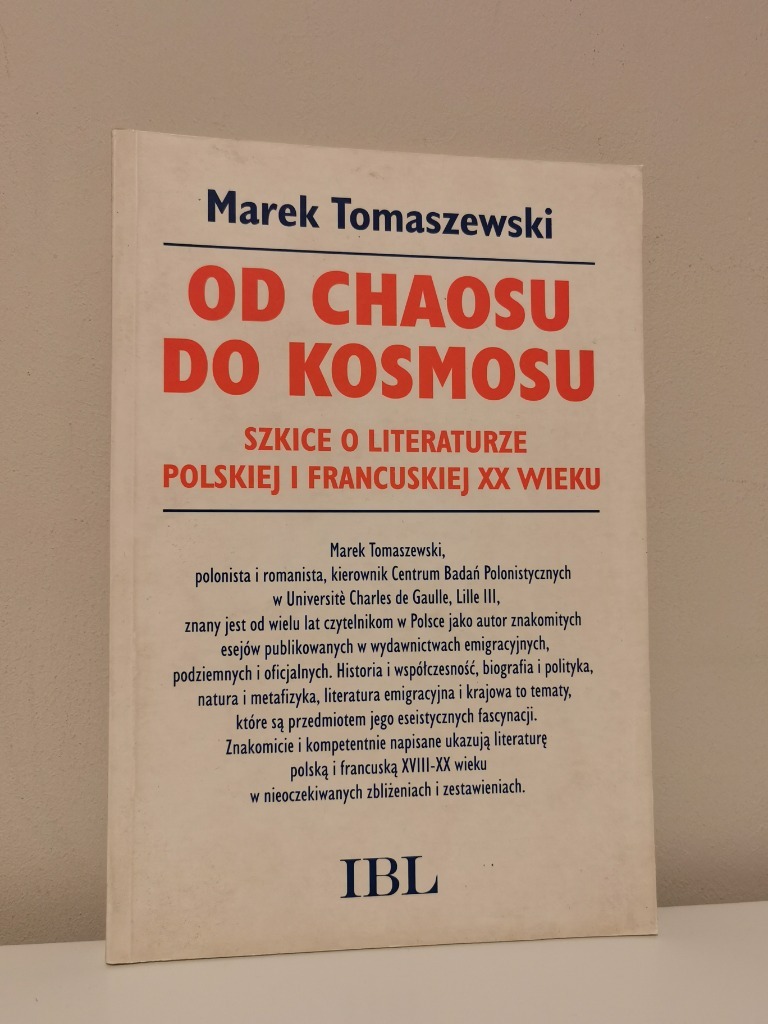 Marek Tomaszewski
OD CHAOSU
DO KOSMOSU
SZKICE O LITERATURZE
POLSKIEJ I FRANCUSKIEJ XX WIEKU
Marek Tomaszewski,
polonista i romanista, kierownik Centrum Badań Polonistycznych
w Universitè Charles de Gaulle, Lille III,
znany jest od wielu lat czytelnikom w Polsce jako autor znakomitych
esejów publikowanych w wydawnictwach emigracyjnych,
podziemnych i oficjalnych. Historia i współczesność, biografia i polityka,
natura i metafizyka, literatura emigracyjna i krajowa to tematy,
które są przedmiotem jego eseistycznych fascynacji.
Znakomicie i kompetentnie napisane ukazują literaturę
polską i francuską XVIII-XX wieku
w nieoczekiwanych zbliżeniach i zestawieniach.
IBL